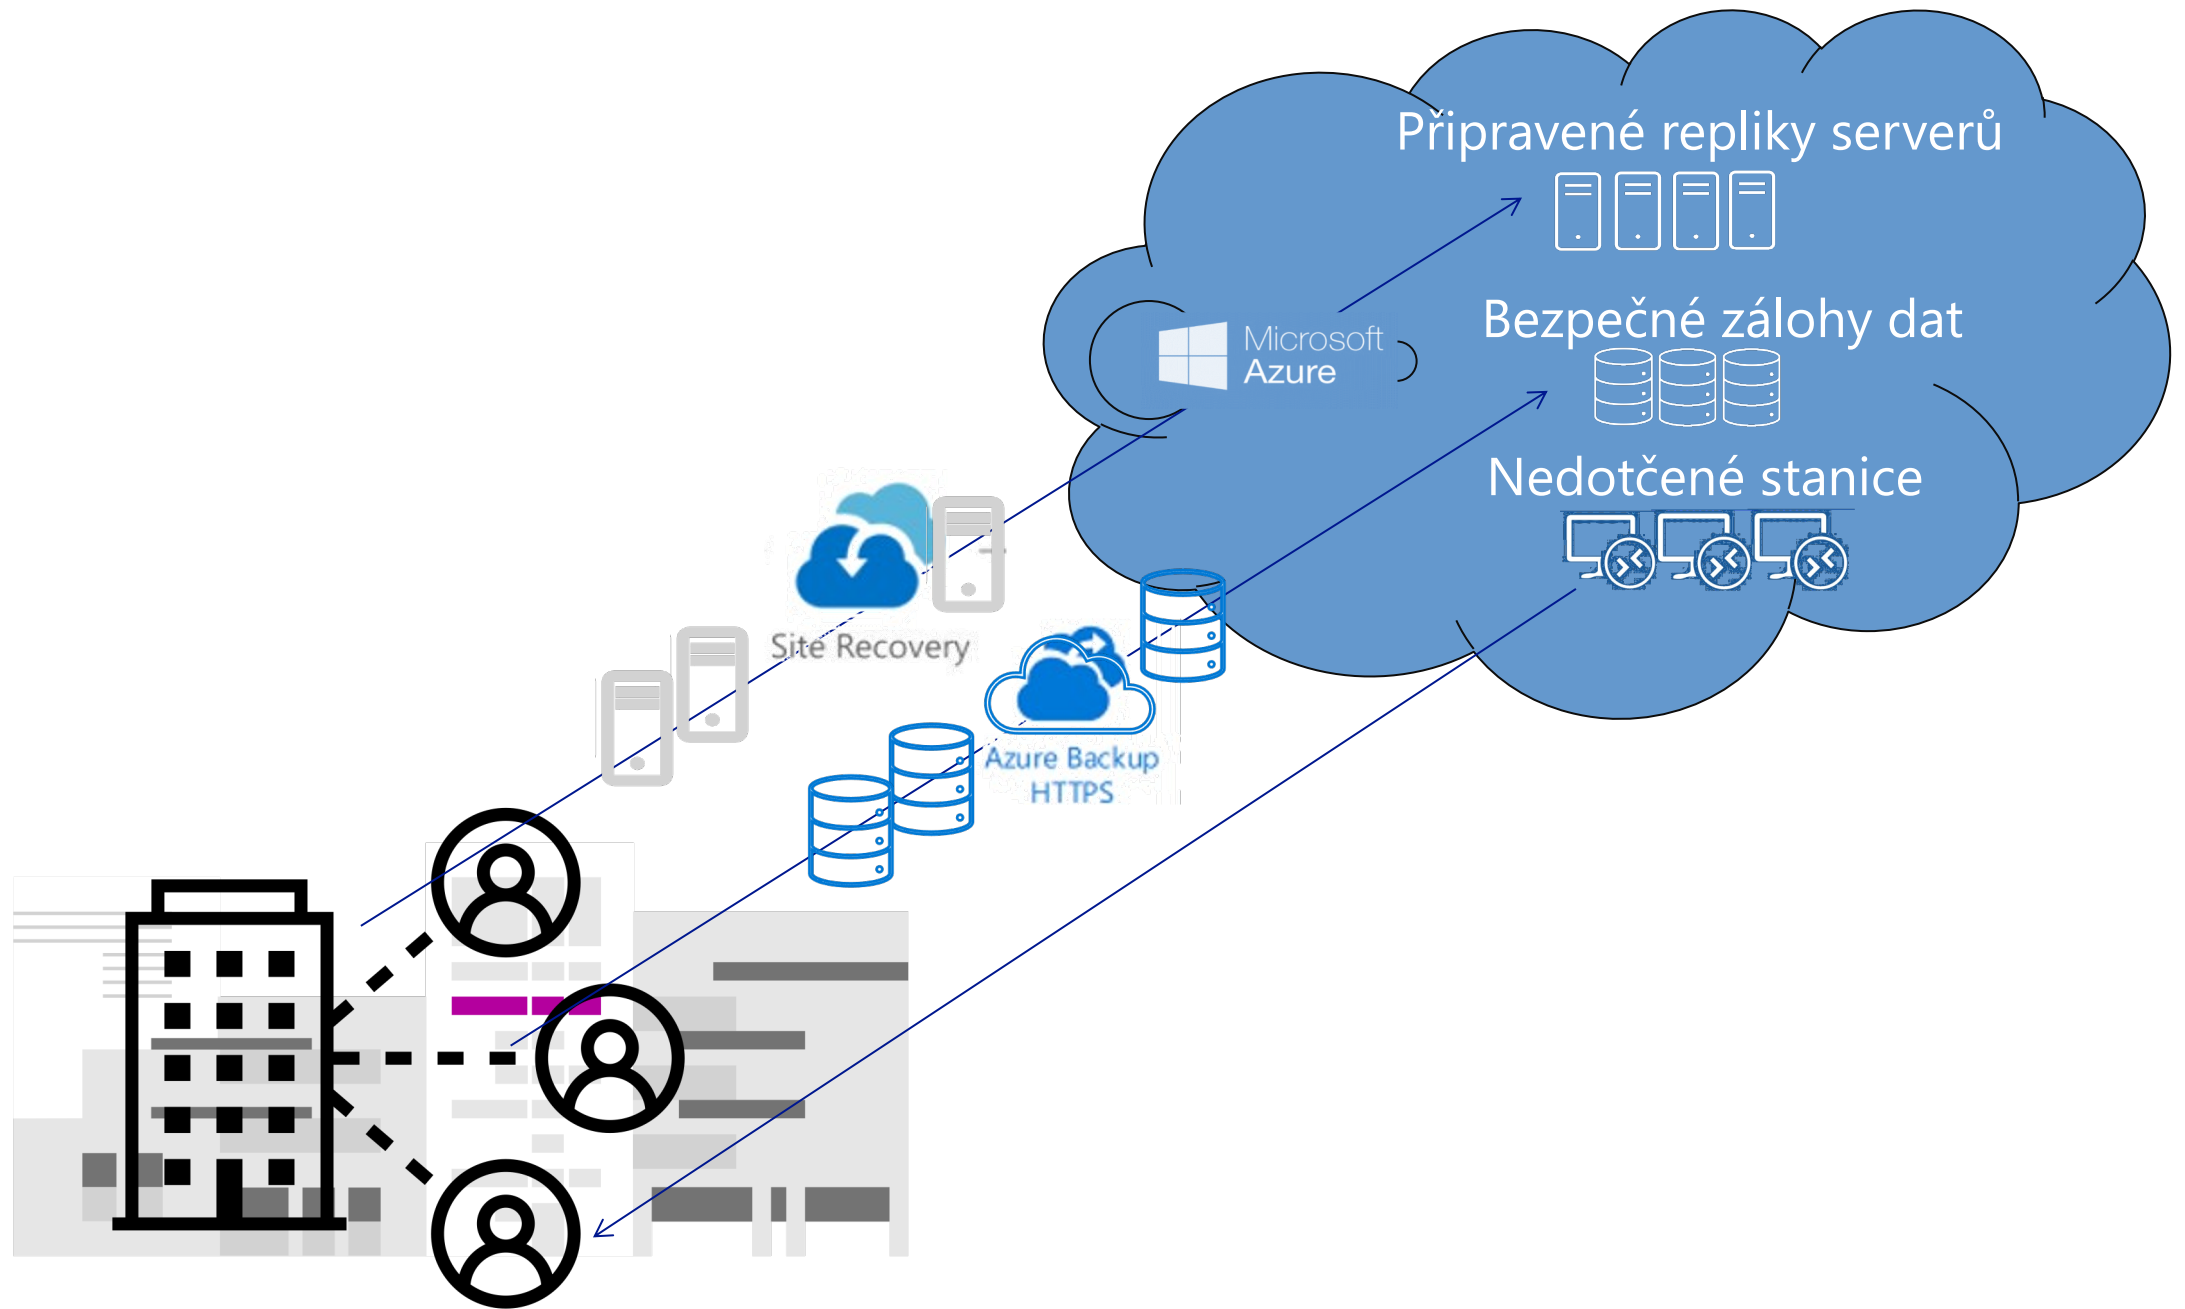 Připravené repliky serverů
Microsoft
Azure
Bezpečné zálohy dat
Nedotčené stanice
Site Recovery
Azure Backup
HTTPS